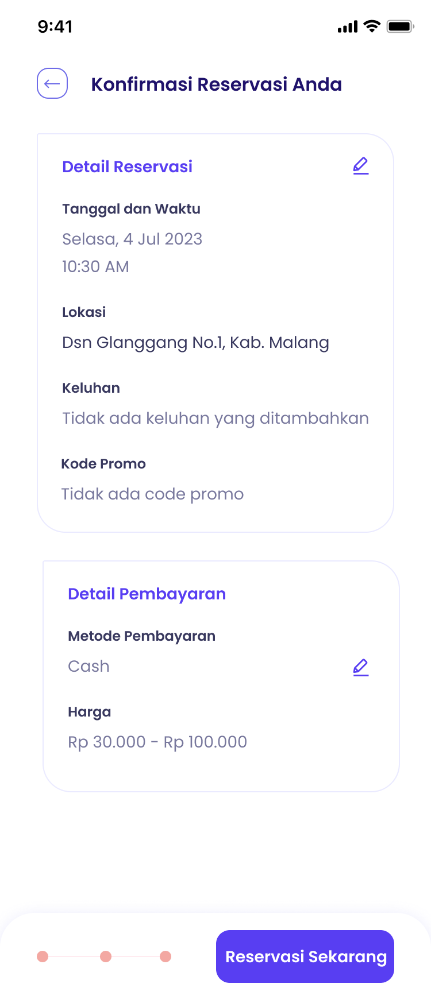 9:41
Konfirmasi Reservasi Anda
Detail Reservasi
Tanggal dan Waktu
Selasa, 4 Jul 2023
10:30 AM
Lokasi
Dsn Glanggang No.1, Kab. Malang
Keluhan
Tidak ada keluhan yang ditambahkan
Kode Promo
Tidak ada code promo
Detail Pembayaran
Metode Pembayaran
Cash
Harga
Rp 30.000 - Rp 100.000
Reservasi Sekarang